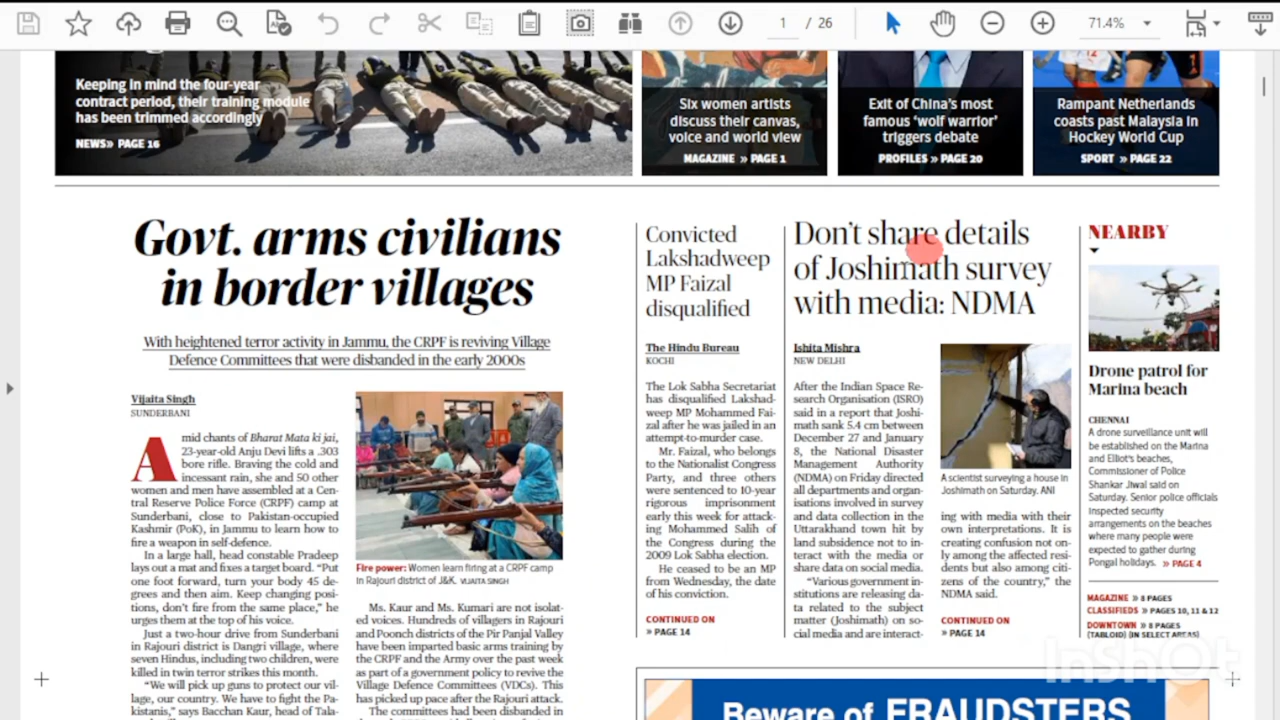 1 / 26
71.4%
Keeping in mind the four-year
contract period, their training module
has been trimmed accordingly
NEWS» PAGE 16
Six women artists
discuss their canvas,
voice and world view
MAGAZINE » PAGE 1
Exit of China's most
famous 'wolf warrior'
triggers debate
PROFILES » PAGE 20
Rampant Netherlands
coasts past Malaysia in
Hockey World Cup
SPORT » PAGE 22
Govt. arms civilians
in border villages
With heightened terror activity in Jammu, the CRPF is reviving Village
Defence Committees that were disbanded in the early 2000s
Vijaita Singh
SUNDERBANI
Amid chants of Bharat Mata ki jai,
23-year-old Anju Devi lifts a .303
bore rifle. Braving the cold and
incessant rain, she and 50 other
women and men have assembled at a Cen-
tral Reserve Police Force (CRPF) camp at
Sunderbani, close to Pakistan-occupied
Kashmir (PoK), in Jammu to learn how to
fire a weapon in self-defence.
In a large hall, head constable Pradeep
lays out a mat and fixes a target board. "Put
one foot forward, turn your body 45 de-
grees and then aim. Keep changing posi-
tions, don't fire from the same place," he
urges them at the top of his voice.
Just a two-hour drive from Sunderbani
in Rajouri district is Dangri village, where
seven Hindus, including two children, were
killed in twin terror strikes this month.
"We will pick up guns to protect our vil-
lage, our country. We have to fight the Pa-
kistanis," says Bacchan Kaur, head of Tala-
Fire power: Women learn firing at a CRPF camp
in Rajouri district of J&K. VIJAITA SINGH
Ms. Kaur and Ms. Kumari are not isolat-
ed voices. Hundreds of villagers in Rajouri
and Poonch districts of the Pir Panjal Valley
have been imparted basic arms training by
the CRPF and the Army over the past week
as part of a government policy to revive the
Village Defence Committees (VDCs). This
has picked up pace after the Rajouri attack.
The committees had been disbanded in
Convicted
Lakshadweep
MP Faizal
disqualified
The Hindu Bureau
KOCHI
The Lok Sabha Secretariat
has disqualified Lakshad-
weep MP Mohammed Fai-
zal after he was jailed in an
attempt-to-murder case.
Mr. Faizal, who belongs
to the Nationalist Congress
Party, and three others
were sentenced to 10-year
rigorous imprisonment
early this week for attack-
ing Mohammed Salih of
the Congress during the
2009 Lok Sabha election.
He ceased to be an MP
from Wednesday, the date
of his conviction.
CONTINUED ON
» PAGE 14
Don't share details
of Joshimath survey
with media: NDMA
Ishita Mishra
NEW DELHI
After the Indian Space Re-
search Organisation (ISRO)
said in a report that Joshi-
math sank 5.4 cm between
December 27 and January
8, the National Disaster
Management Authority
(NDMA) on Friday directed
all departments and organ-
isations involved in survey
and data collection in the
Uttarakhand town hit by
land subsidence not to in-
teract with the media or
share data on social media.
"Various government in-
stitutions are releasing da-
ta related to the subject
matter (Joshimath) on so-
cial media and are interact-
A scientist surveying a house in
Joshimath on Saturday. ANI
ing with media with their
own interpretations. It is
creating confusion not on-
ly among the affected resi-
dents but also among citi-
zens of the country," the
NDMA said.
CONTINUED ON
» PAGE 14
NEARBY
Drone patrol for
Marina beach
CHENNAI
A drone surveillance unit will
be established on the Marina
and Elliot's beaches,
Commissioner of Police
Shankar Jiwal said on
Saturday. Senior police officials
inspected security
arrangements on the beaches
where many people were
expected to gather during
Pongal holidays. » PAGE 4
MAGAZINE » 8 PAGES
CLASSIFIEDS » PAGES 10, 11 & 12
DOWNTOWN » 8 PAGES
(TABLOID) (IN SELECT AREAS)
Beware of FRAUDSTERS
InShOt